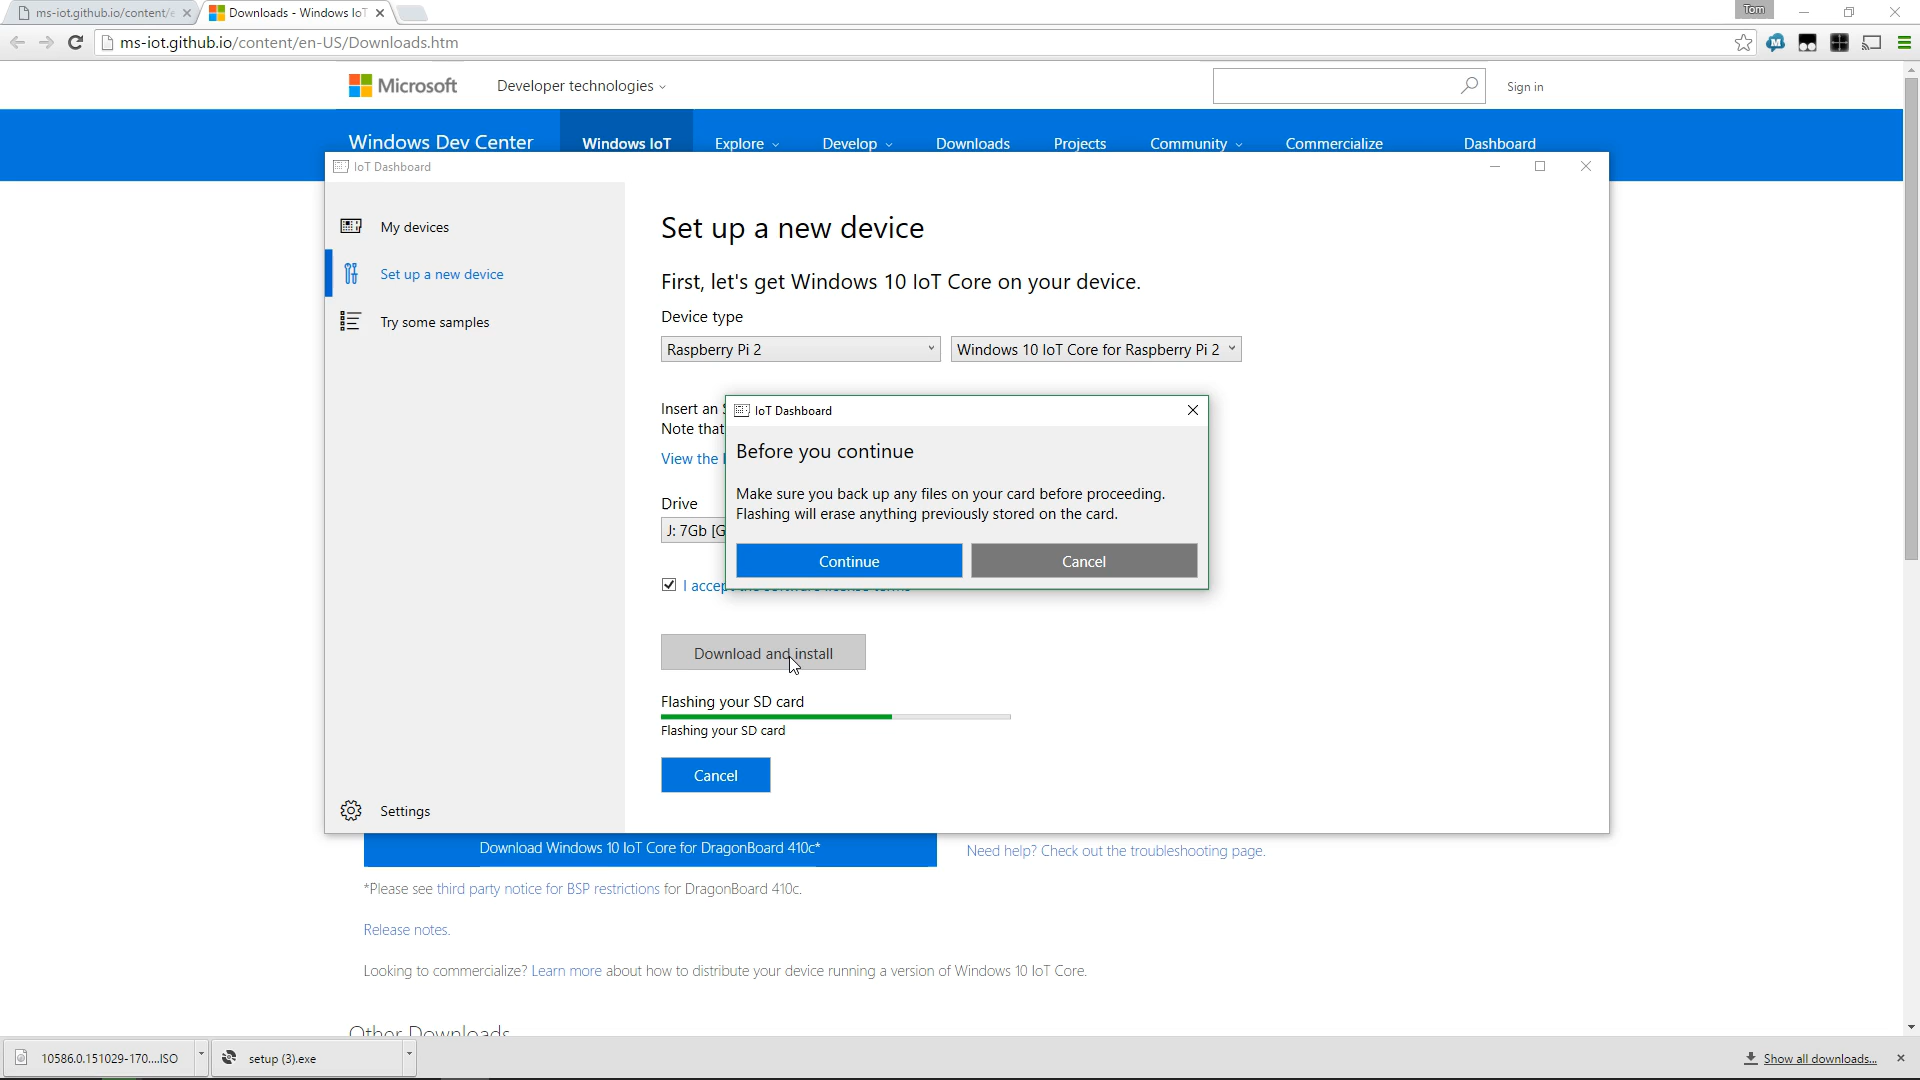 ms-iot.github.io/content/e
Downloads - Windows IoT
Tom
ms-iot.github.io/content/en-US/Downloads.htm
Microsoft
Developer technologies
Sign in
Windows Dev Center
Windows IoT
Explore
Develop
Downloads
Projects
Community
Commercialize
Dashboard
IoT Dashboard
My devices
Set up a new device
Try some samples
Settings
Set up a new device
First, let's get Windows 10 IoT Core on your device.
Device type
Raspberry Pi 2
Windows 10 IoT Core for Raspberry Pi 2
Insert an
Note that
View the
Drive
J: 7Gb [G
I accept the software license terms
IoT Dashboard
Before you continue
Make sure you back up any files on your card before proceeding.
Flashing will erase anything previously stored on the card.
Continue
Cancel
Download and install
Flashing your SD card
Flashing your SD card
Cancel
Download Windows 10 IoT Core for DragonBoard 410c*
Need help? Check out the troubleshooting page.
*Please see third party notice for BSP restrictions for DragonBoard 410c.
Release notes.
Looking to commercialize? Learn more about how to distribute your device running a version of Windows 10 IoT Core.
Other Downloads
10586.0.151029-170....ISO
setup (3).exe
Show all downloads...